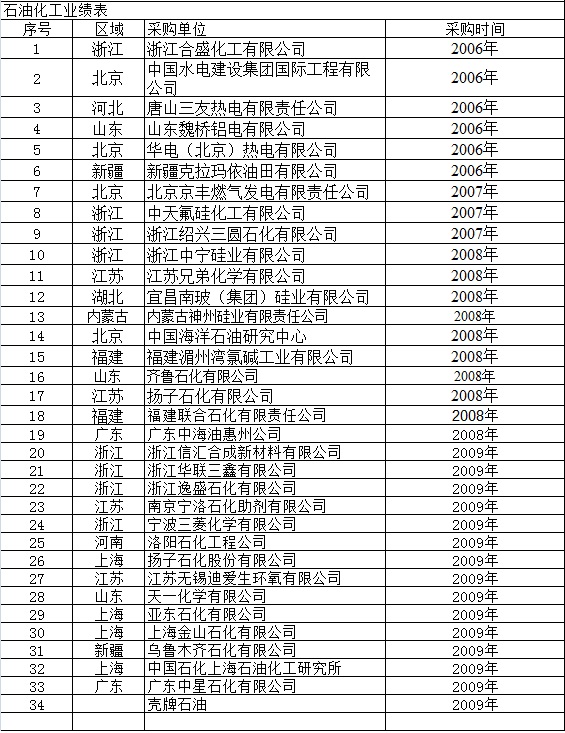 石油化工业绩表
序号 区域 采购单位 采购时间
1 浙江 浙江合盛化工有限公司 2006年
2 北京 中国水电建设集团国际工程有限公司 2006年
3 河北 唐山三友热电有限责任公司 2006年
4 山东 山东魏桥铝电有限公司 2006年
5 北京 华电（北京）热电有限公司 2006年
6 新疆 新疆克拉玛依油田有限公司 2006年
7 北京 北京京丰燃气发电有限责任公司 2007年
8 浙江 中天氟硅化工有限公司 2007年
9 浙江 浙江绍兴三圆石化有限公司 2007年
10 浙江 浙江中宁硅业有限公司 2008年
11 江苏 江苏兄弟化学有限公司 2008年
12 湖北 宜昌南玻（集团）硅业有限公司 2008年
13 内蒙古 内蒙古神州硅业有限责任公司 2008年
14 北京 中国海洋石油研究中心 2008年
15 福建 福建湄州湾氯碱工业有限公司 2008年
16 山东 齐鲁石化有限公司 2008年
17 江苏 扬子石化有限公司 2008年
18 福建 福建联合石化有限责任公司 2008年
19 广东 广东中海油惠州公司 2008年
20 浙江 浙江信汇合成新材料有限公司 2009年
21 浙江 浙江华联三鑫有限公司 2009年
22 浙江 浙江逸盛石化有限公司 2009年
23 江苏 南京宁洛石化助剂有限公司 2009年
24 浙江 宁波三菱化学有限公司 2009年
25 河南 洛阳石化工程公司 2009年
26 上海 扬子石化股份有限公司 2009年
27 江苏 江苏无锡迪爱生环氧有限公司 2009年
28 山东 天一化学有限公司 2009年
29 上海 亚东石化有限公司 2009年
30 上海 上海金山石化有限公司 2009年
31 新疆 乌鲁木齐石化有限公司 2009年
32 上海 中国石化上海石油化工研究所 2009年
33 广东 广东中星石化有限公司 2009年
34 壳牌石油 2009年